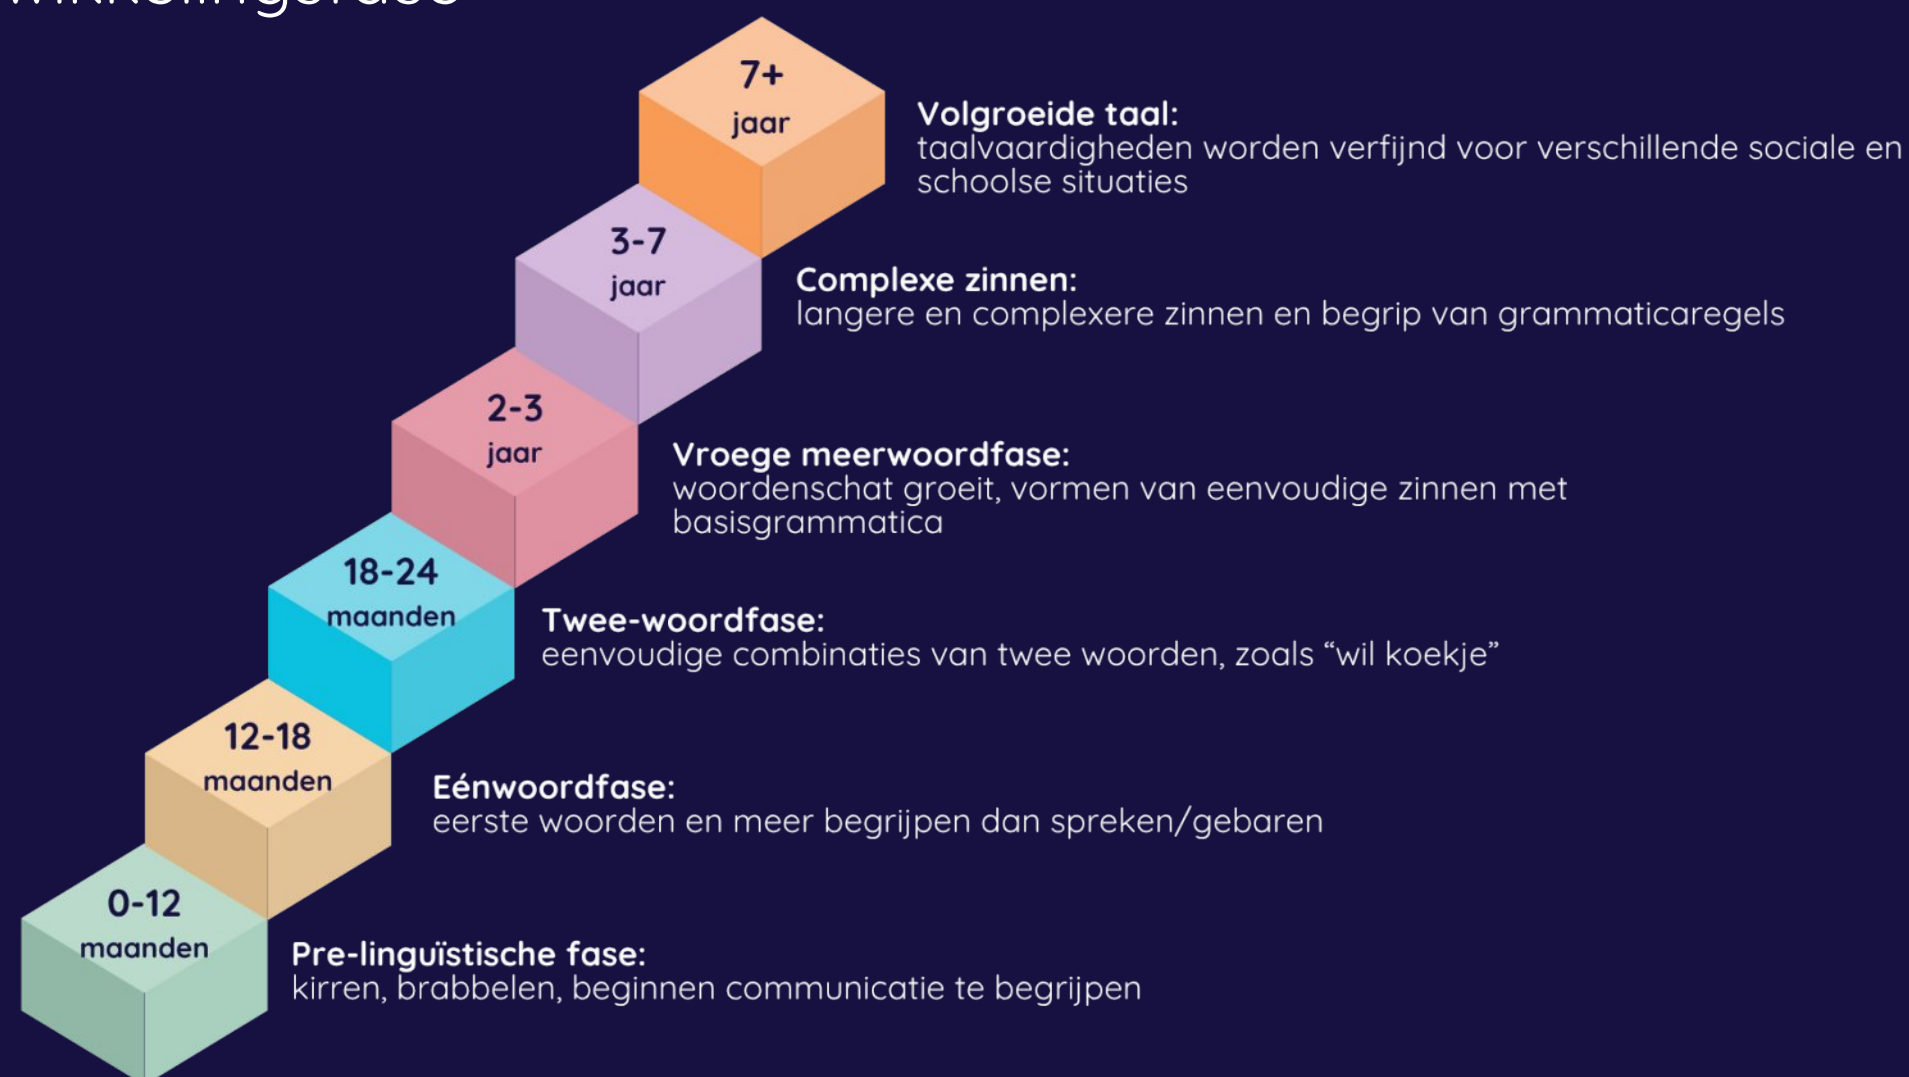 7+
jaar
Volgroeide taal:
taalvaardigheden worden verfijnd voor verschillende sociale en
schoolse situaties
3-7
jaar
Complexe zinnen:
langere en complexere zinnen en begrip van grammaticaregels
2-3
jaar
Vroege meerwoordfase:
woordenschat groeit, vormen van eenvoudige zinnen met
basisgrammatica
18-24
maanden
Twee-woordfase:
eenvoudige combinaties van twee woorden, zoals “wil koekje”
12-18
maanden
Eénwoordfase:
eerste woorden en meer begrijpen dan spreken/gebaren
0-12
maanden
Pre-linguïstische fase:
kirren, brabbelen, beginnen communicatie te begrijpen